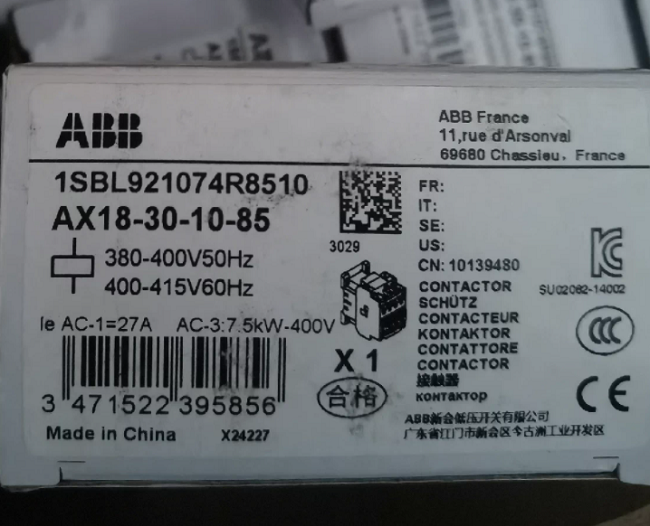 ABB
ABB France
11,rue d'Arsonval
69680 Chassieu, France
1SBL921074R8510
AX18-30-10-85
380-400V50Hz
400-415V60Hz
3029
FR:
IT:
SE:
US:
CN: 10139480
CONTACTOR
SCHÜTZ
CONTACTEUR
KONTAKTOR
CONTATTORE
CONTACTOR
接触器
контактор
SU02062-14002
Ie AC-1=27A AC-3:7.5kW-400V
X 1
合格
3 471522 395856
Made in China X24227
CCC
CE
ABB新会低压开关有限公司
广东省江门市新会区今古洲工业开发区